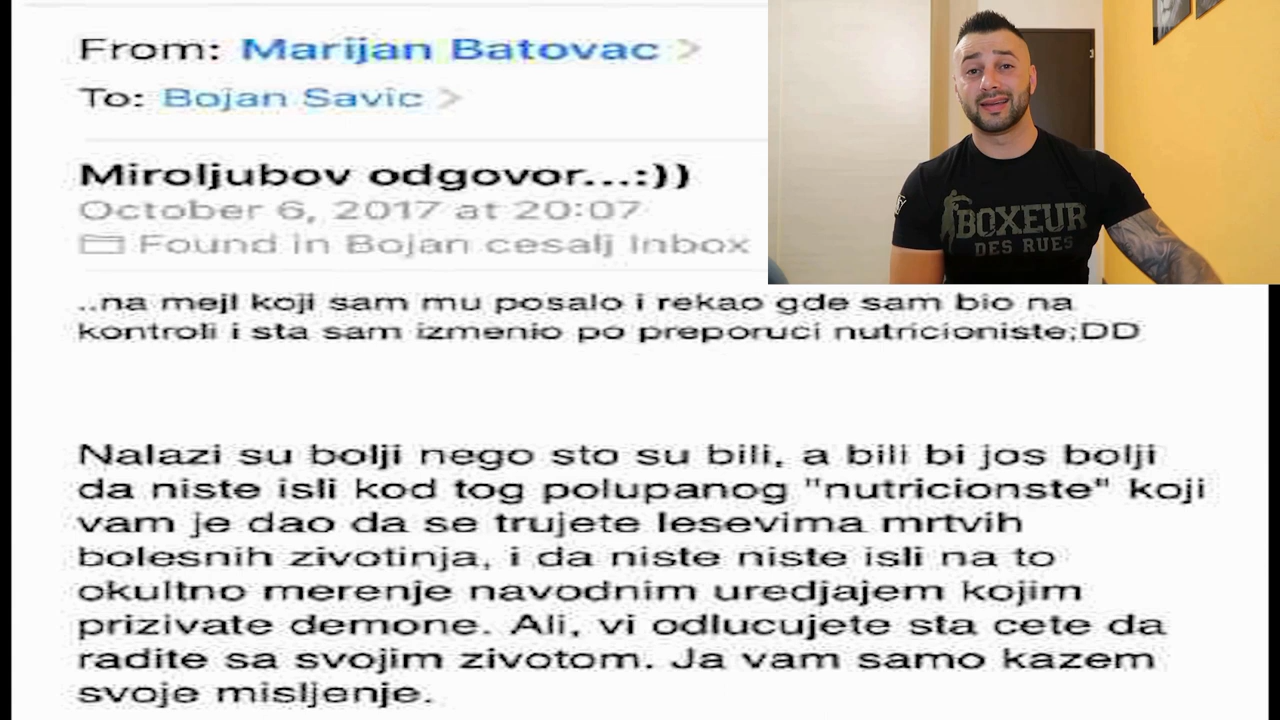 From: Marijan Batovac
To: Bojan Savic
Miroljubov odgovor...:))
October 6, 2017 at 20:07
Found in Bojan cesalj Inbox
BOXEUR
DES RUES
..na mejl koji sam mu posalo i rekao gde sam bio na
kontroli i sta sam izmenio po preporuci nutricioniste;DD
Nalazi su bolji nego sto su bili, a bili bi jos bolji
da niste isli kod tog polupanog "nutricionste" koji
vam je dao da se trujete lesevima mrtvih
bolesnih zivotinja, i da niste niste isli na to
okultno merenje navodnim uredjajem kojim
prizivate demone. Ali, vi odlucujete sta cete da
radite sa svojim zivotom. Ja vam samo kazem
svoje misljenje.